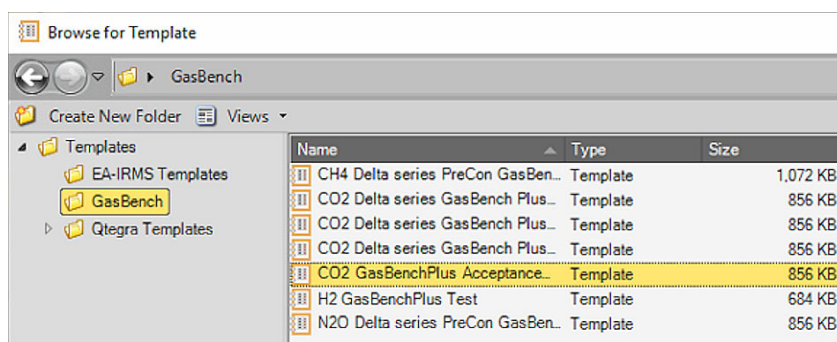 Browse for Template
GasBench
Create New Folder Views
Templates
EA-IRMS Templates
GasBench
Qtegra Templates
Name Type Size
CH4 Delta series PreCon GasBen... Template 1,072 KB
CO2 Delta series GasBench Plus... Template 856 KB
CO2 Delta series GasBench Plus... Template 856 KB
CO2 Delta series GasBench Plus... Template 856 KB
CO2 GasBenchPlus Acceptance... Template 856 KB
H2 GasBenchPlus Test Template 684 KB
N2O Delta series PreCon GasBen... Template 856 KB